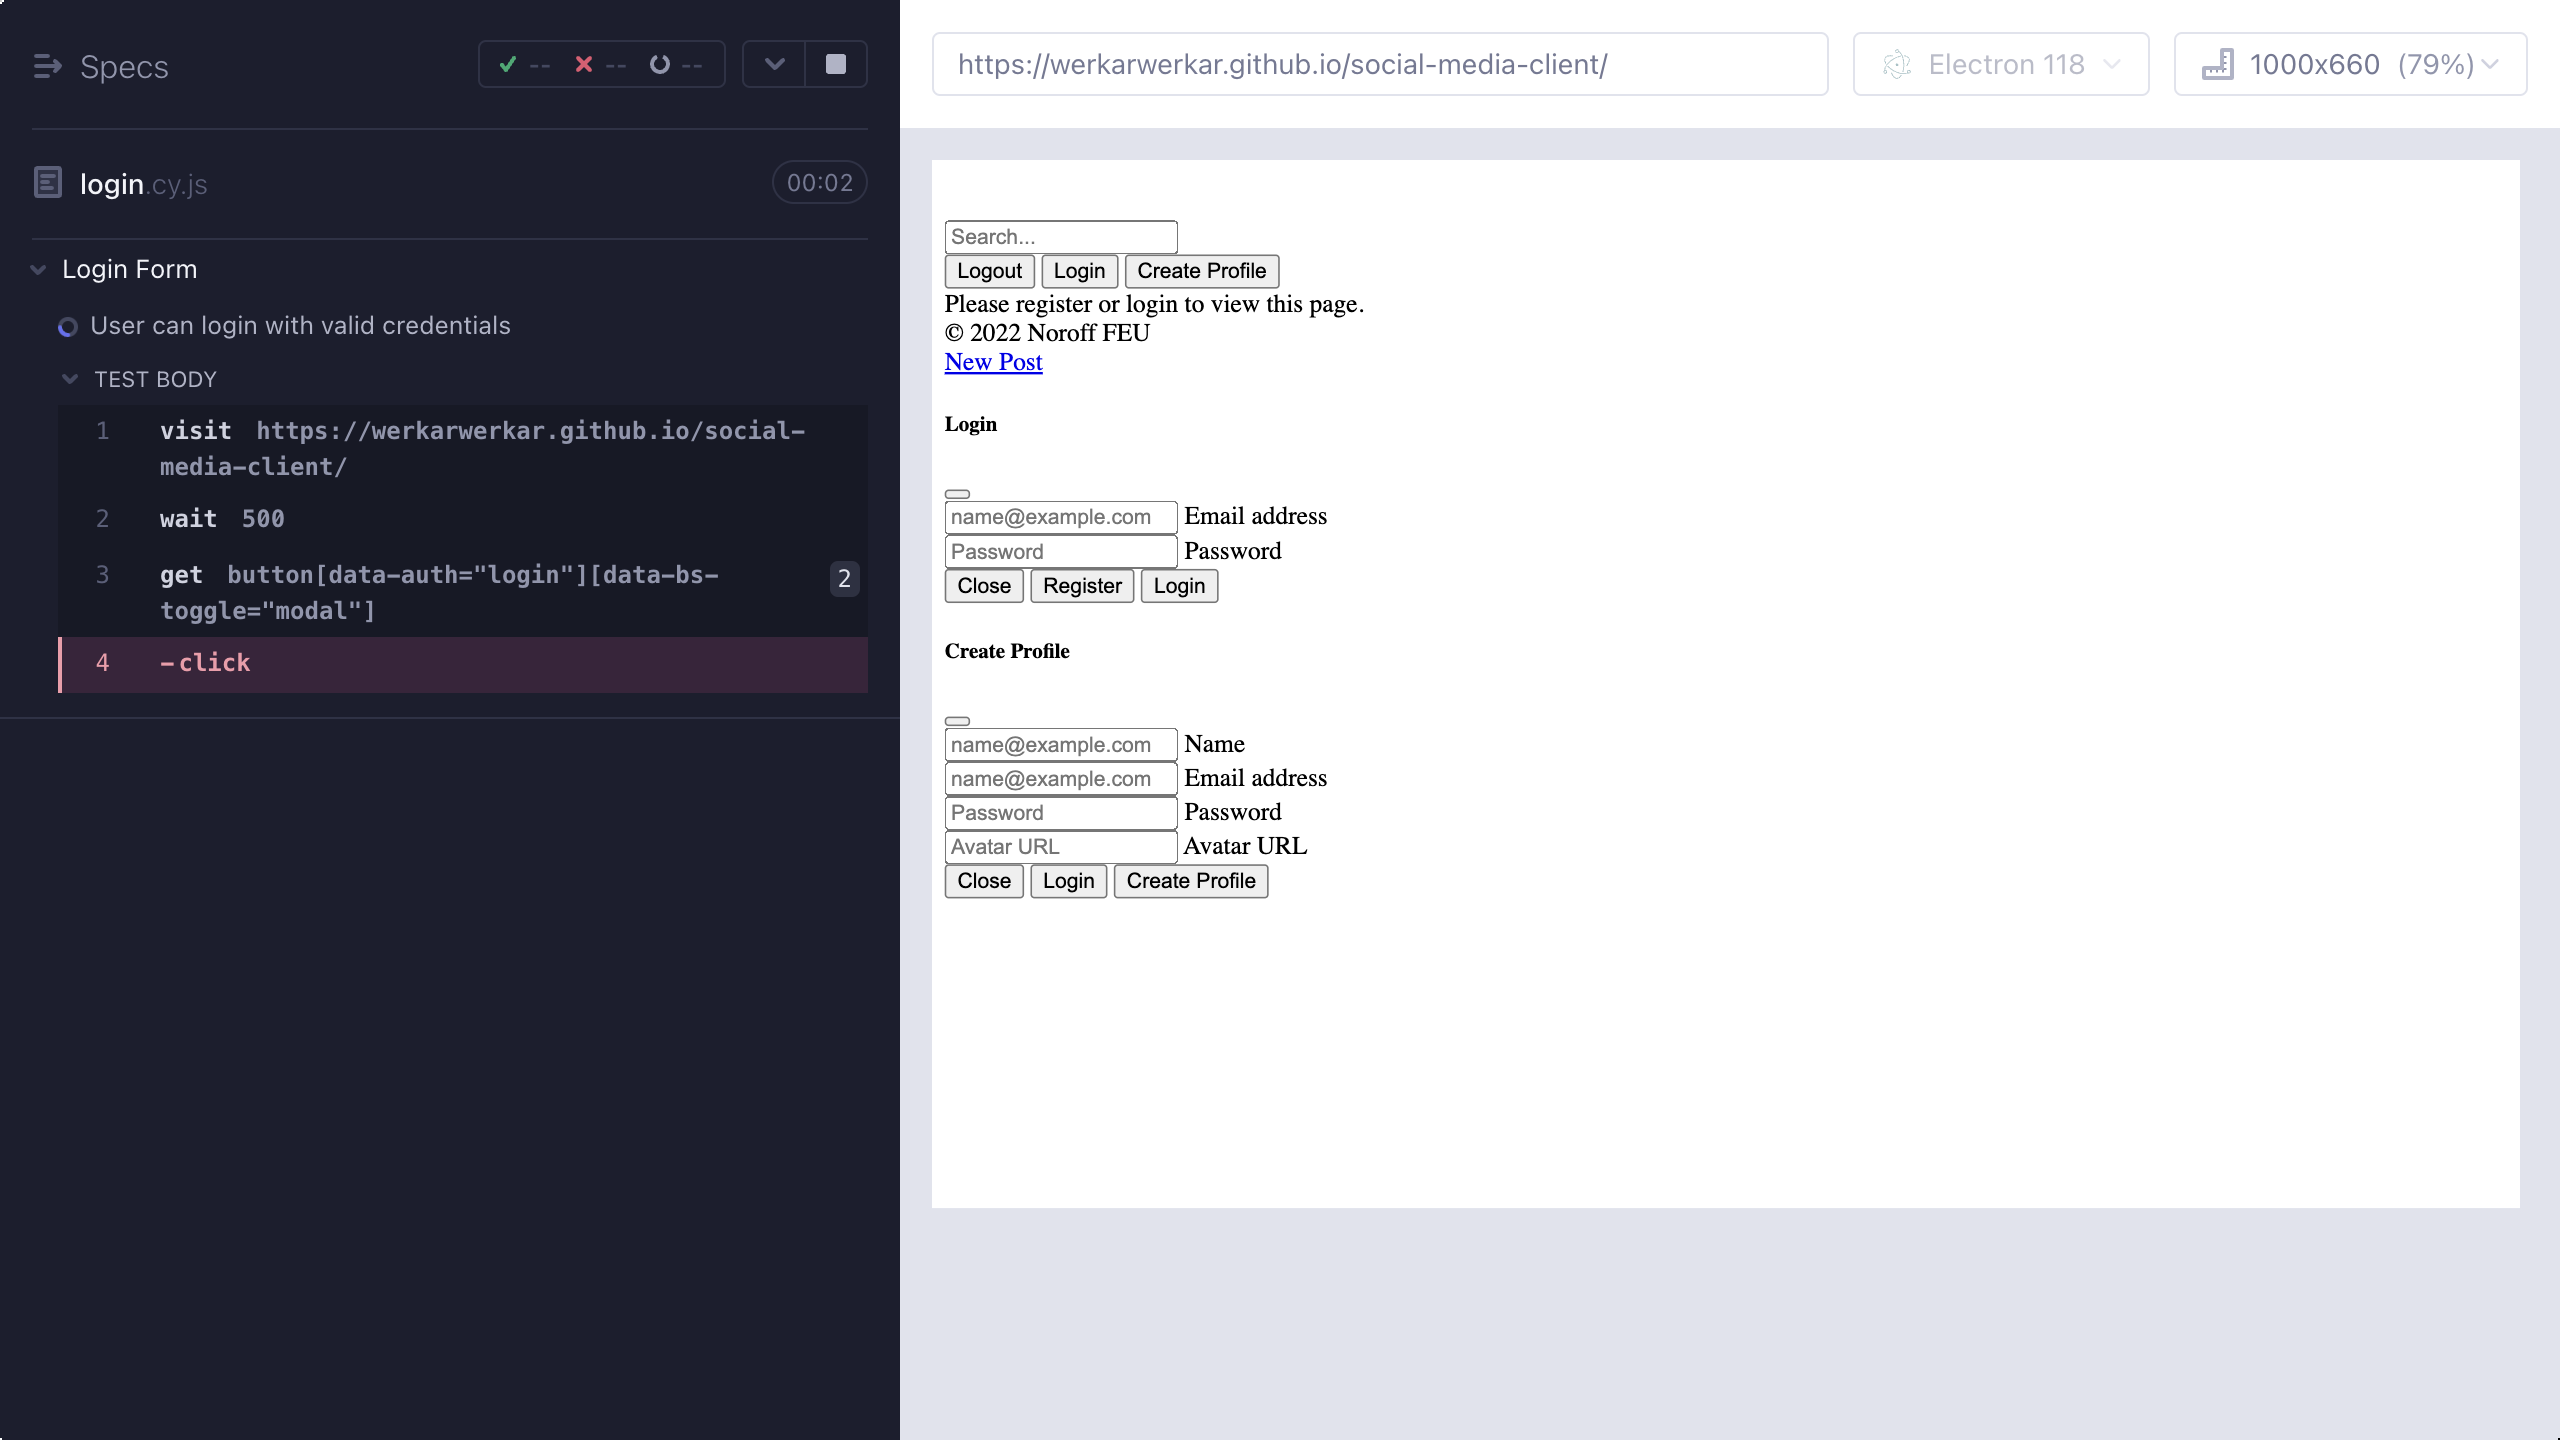 Specs
-- -- --
login.cy.js 00:02
Login Form
User can login with valid credentials
TEST BODY
1 visit https://werkarwerkar.github.io/social-
media-client/
2 wait 500
3 get button[data-auth="login"][data-bs- 2
toggle="modal"]
4 -click
https://werkarwerkar.github.io/social-media-client/ Electron 118 1000x660 (79%)
Search...
Logout Login Create Profile
Please register or login to view this page.
© 2022 Noroff FEU
New Post
Login
name@example.com Email address
Password Password
Close Register Login
Create Profile
name@example.com Name
name@example.com Email address
Password Password
Avatar URL Avatar URL
Close Login Create Profile